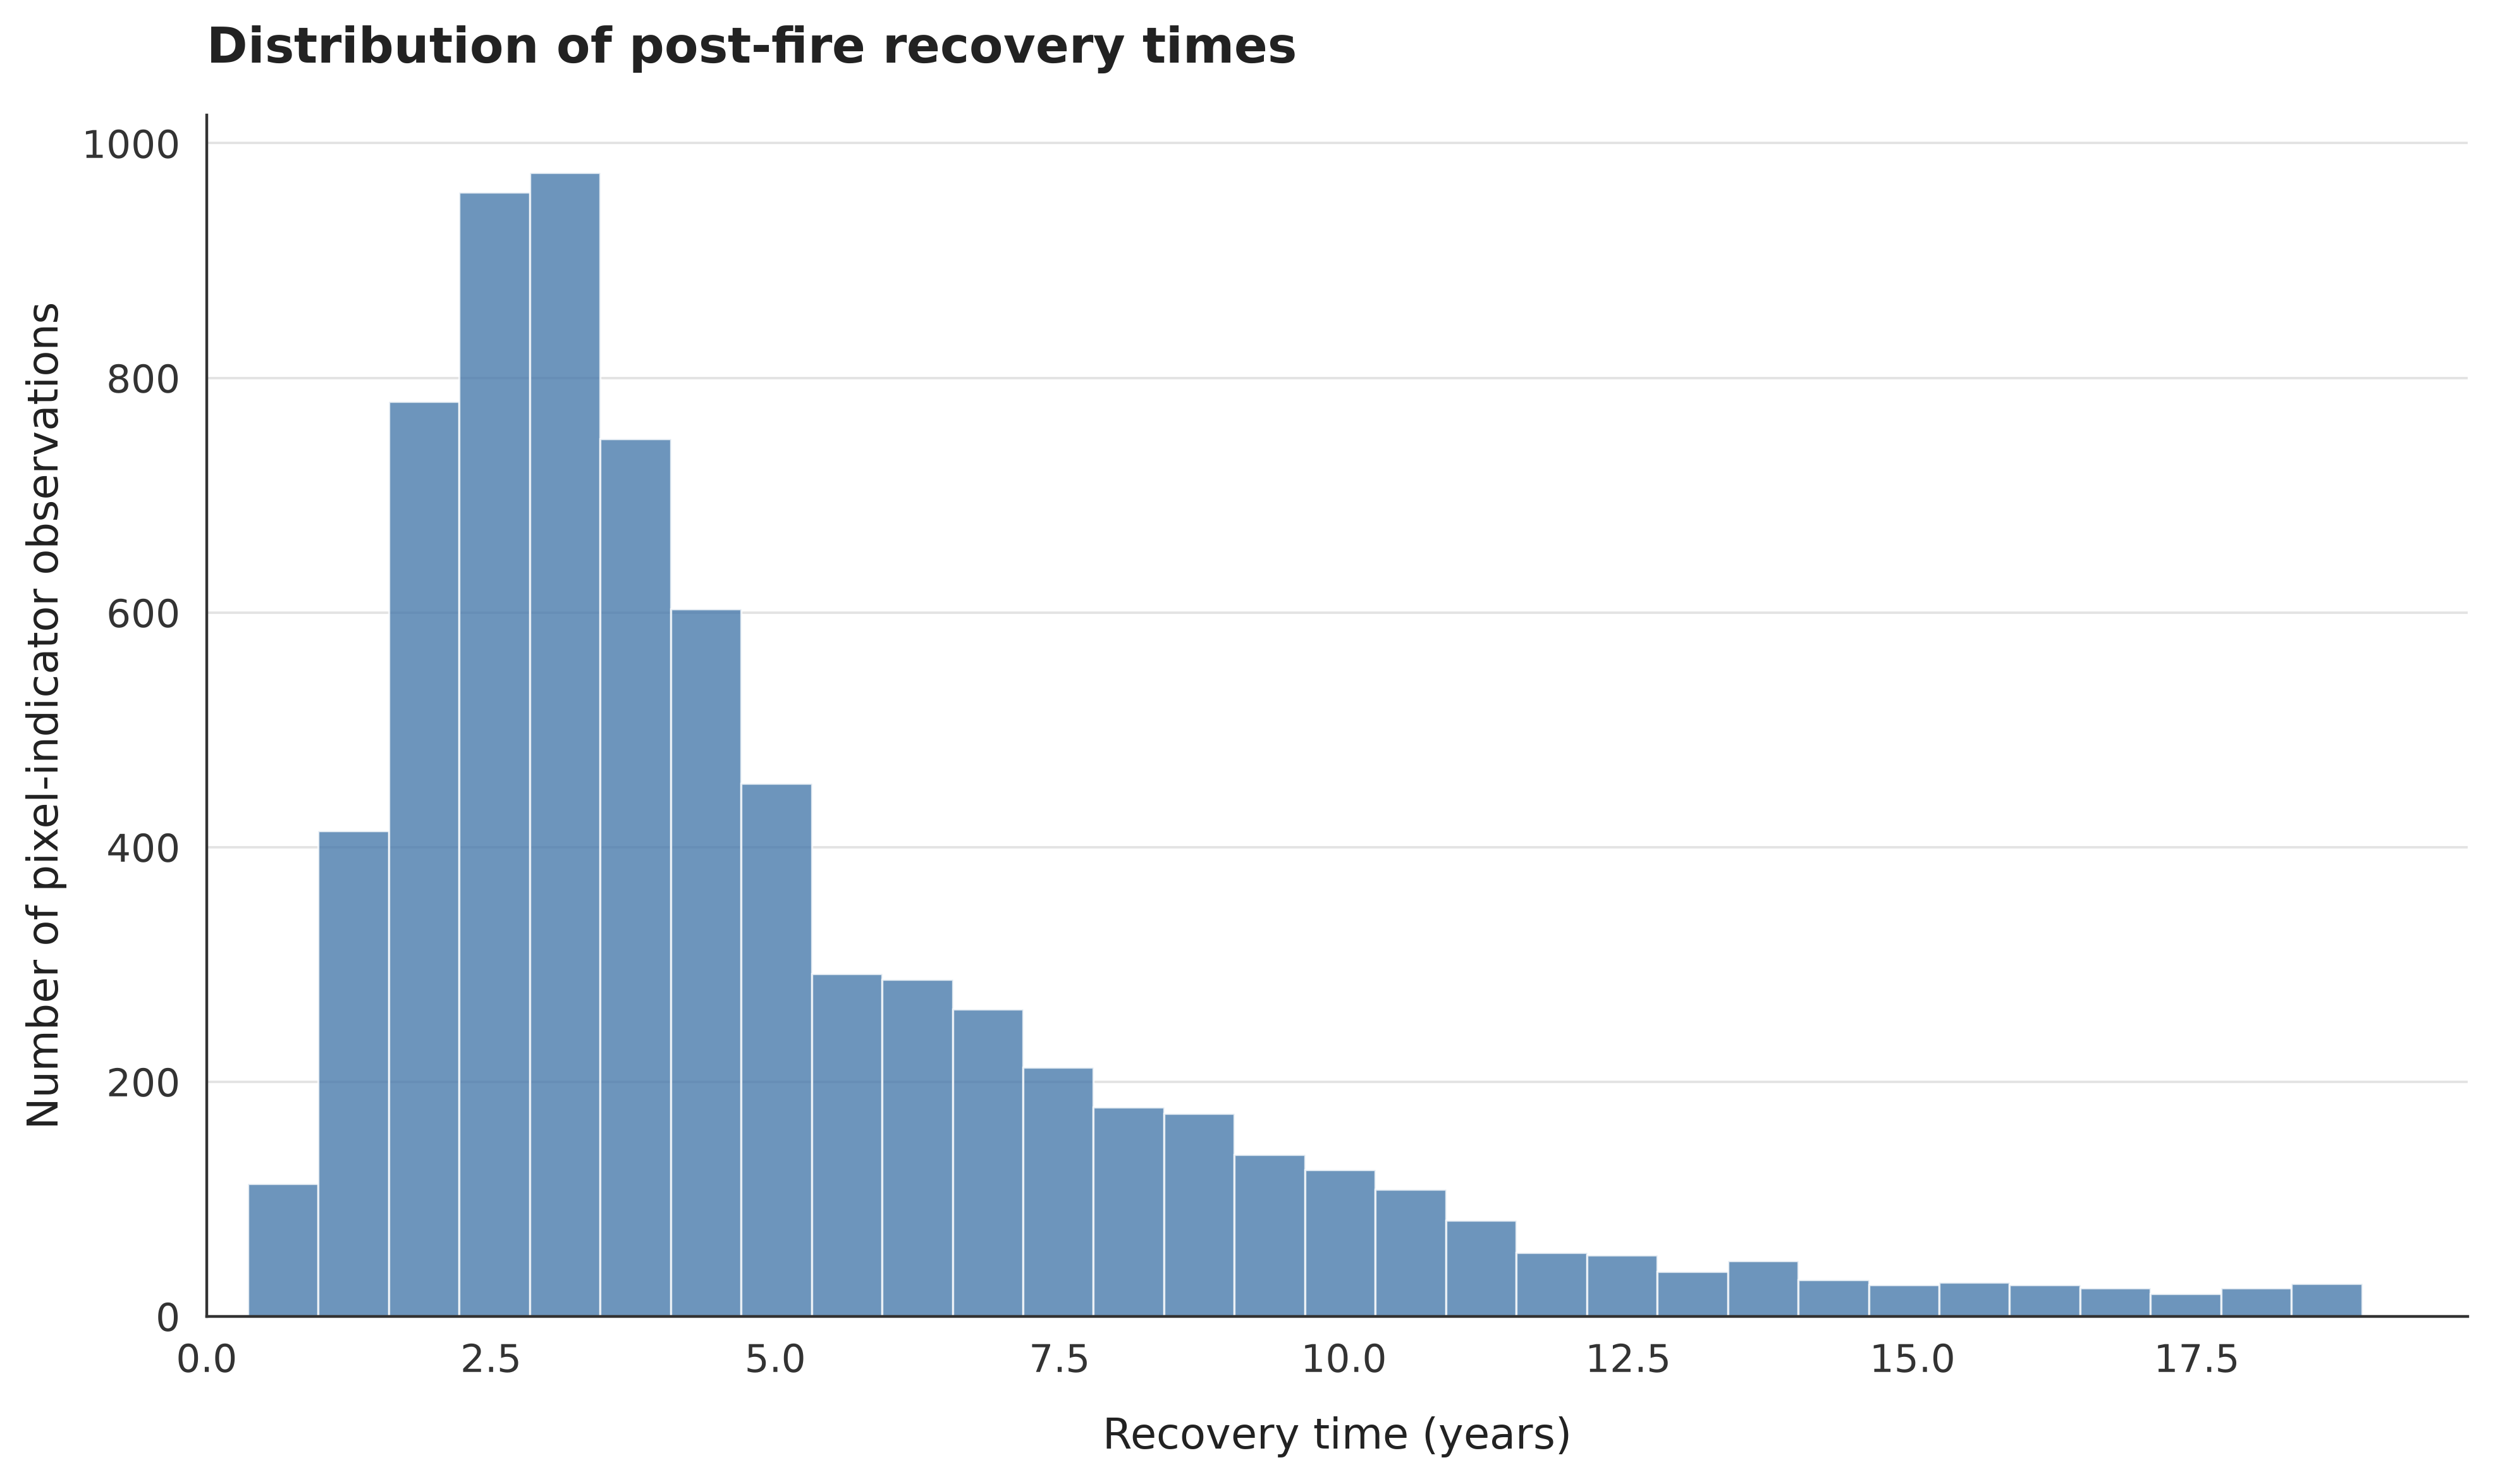 Distribution of post-fire recovery times
Number of pixel-indicator observations
1000
800
600
400
200
0
0.0 2.5 5.0 7.5 10.0 12.5 15.0 17.5
Recovery time (years)